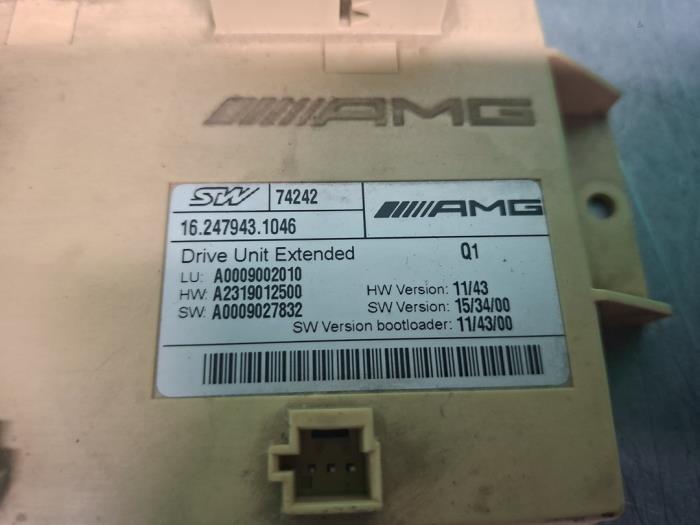 AMG
STW 74242 AMG
16.247943.1046
Drive Unit Extended Q1
LU: A0009002010
HW: A2319012500 HW Version: 11/43
SW: A0009027832 SW Version: 15/34/00
SW Version bootloader: 11/43/00